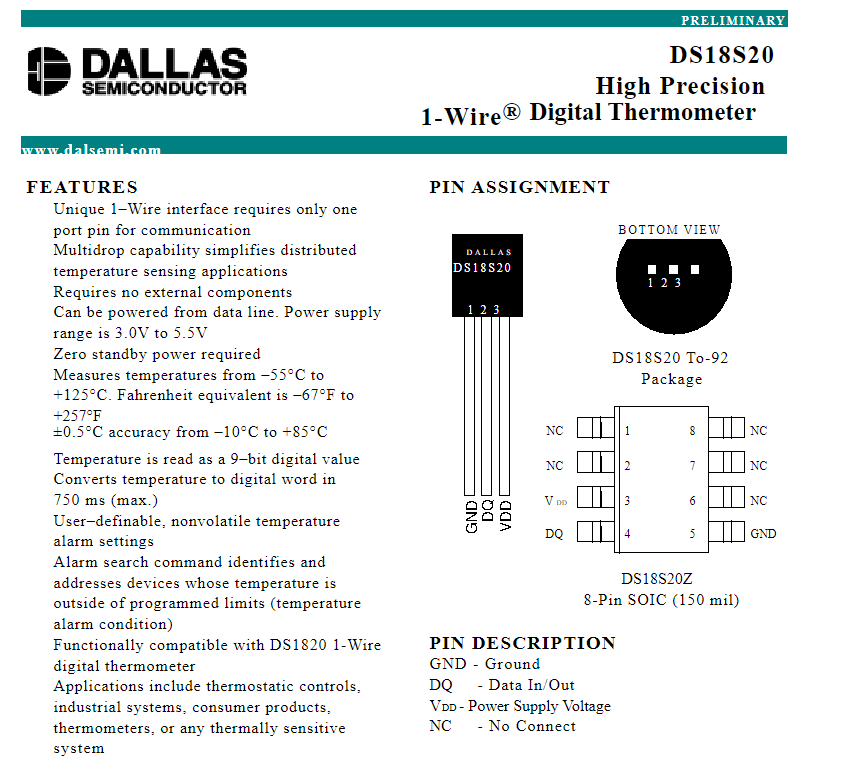 PRELIMINARY
DALLAS
SEMICONDUCTOR
DS18S20
High Precision
1-Wire® Digital Thermometer
www.dalsemi.com
FEATURES
Unique 1–Wire interface requires only one
port pin for communication
Multidrop capability simplifies distributed
temperature sensing applications
Requires no external components
Can be powered from data line. Power supply
range is 3.0V to 5.5V
Zero standby power required
Measures temperatures from –55°C to
+125°C. Fahrenheit equivalent is –67°F to
+257°F
±0.5°C accuracy from –10°C to +85°C
Temperature is read as a 9–bit digital value
Converts temperature to digital word in
750 ms (max.)
User–definable, nonvolatile temperature
alarm settings
Alarm search command identifies and
addresses devices whose temperature is
outside of programmed limits (temperature
alarm condition)
Functionally compatible with DS1820 1-Wire
digital thermometer
Applications include thermostatic controls,
industrial systems, consumer products,
thermometers, or any thermally sensitive
system
PIN ASSIGNMENT
DALLAS
DS18S20
1 2 3
GND
DQ
VDD
BOTTOM VIEW
1 2 3
DS18S20 To-92
Package
NC 1 8 NC
NC 2 7 NC
VDD 3 6 NC
DQ 4 5 GND
DS18S20Z
8-Pin SOIC (150 mil)
PIN DESCRIPTION
GND - Ground
DQ - Data In/Out
VDD - Power Supply Voltage
NC - No Connect